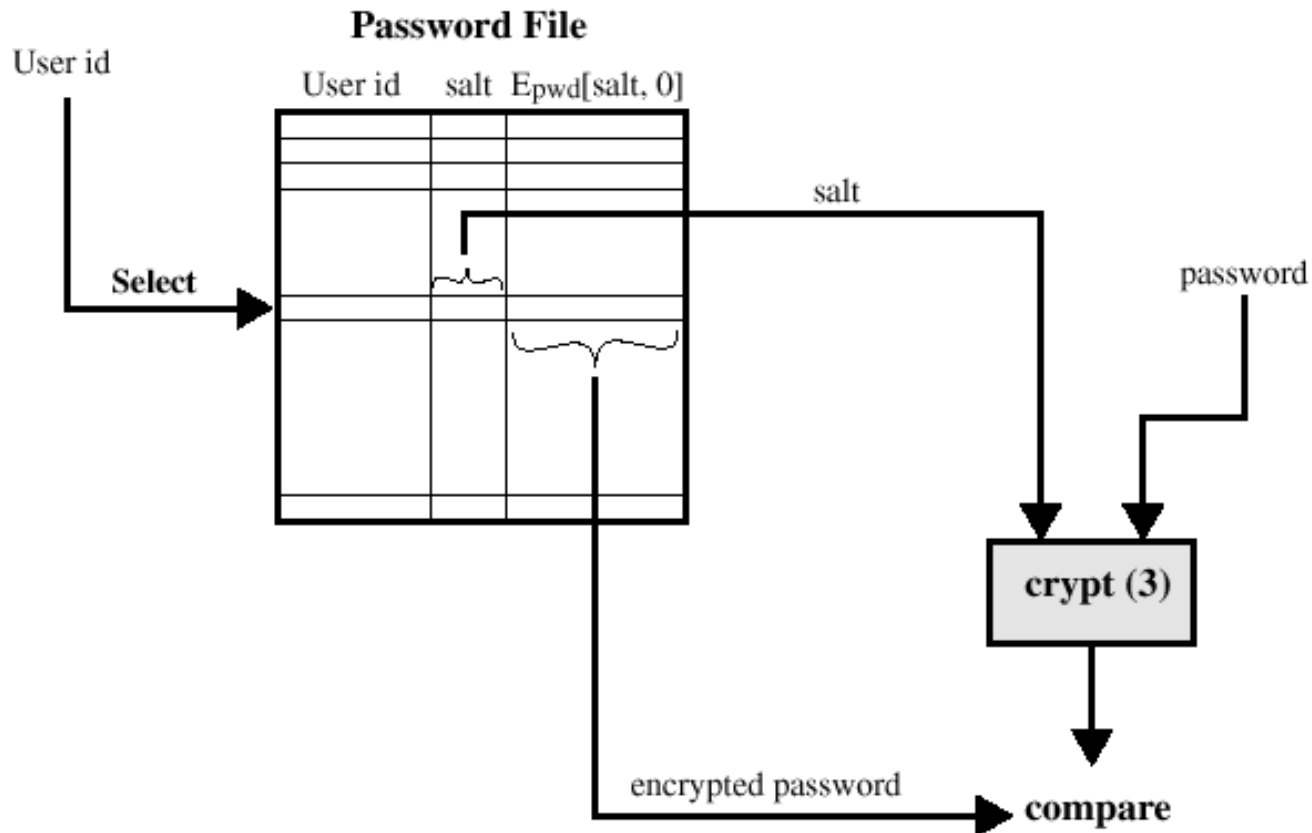 Password File
User id
User id salt Epwd[salt, 0]
salt
Select
password
crypt (3)
encrypted password
compare